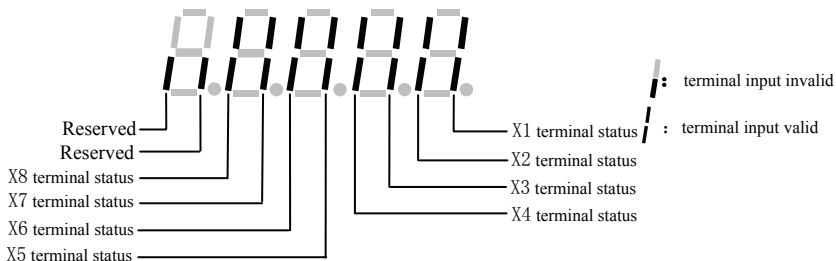 : terminal input invalid
: terminal input valid
Reserved
Reserved
X8 terminal status
X7 terminal status
X6 terminal status
X5 terminal status
X1 terminal status
X2 terminal status
X3 terminal status
X4 terminal status